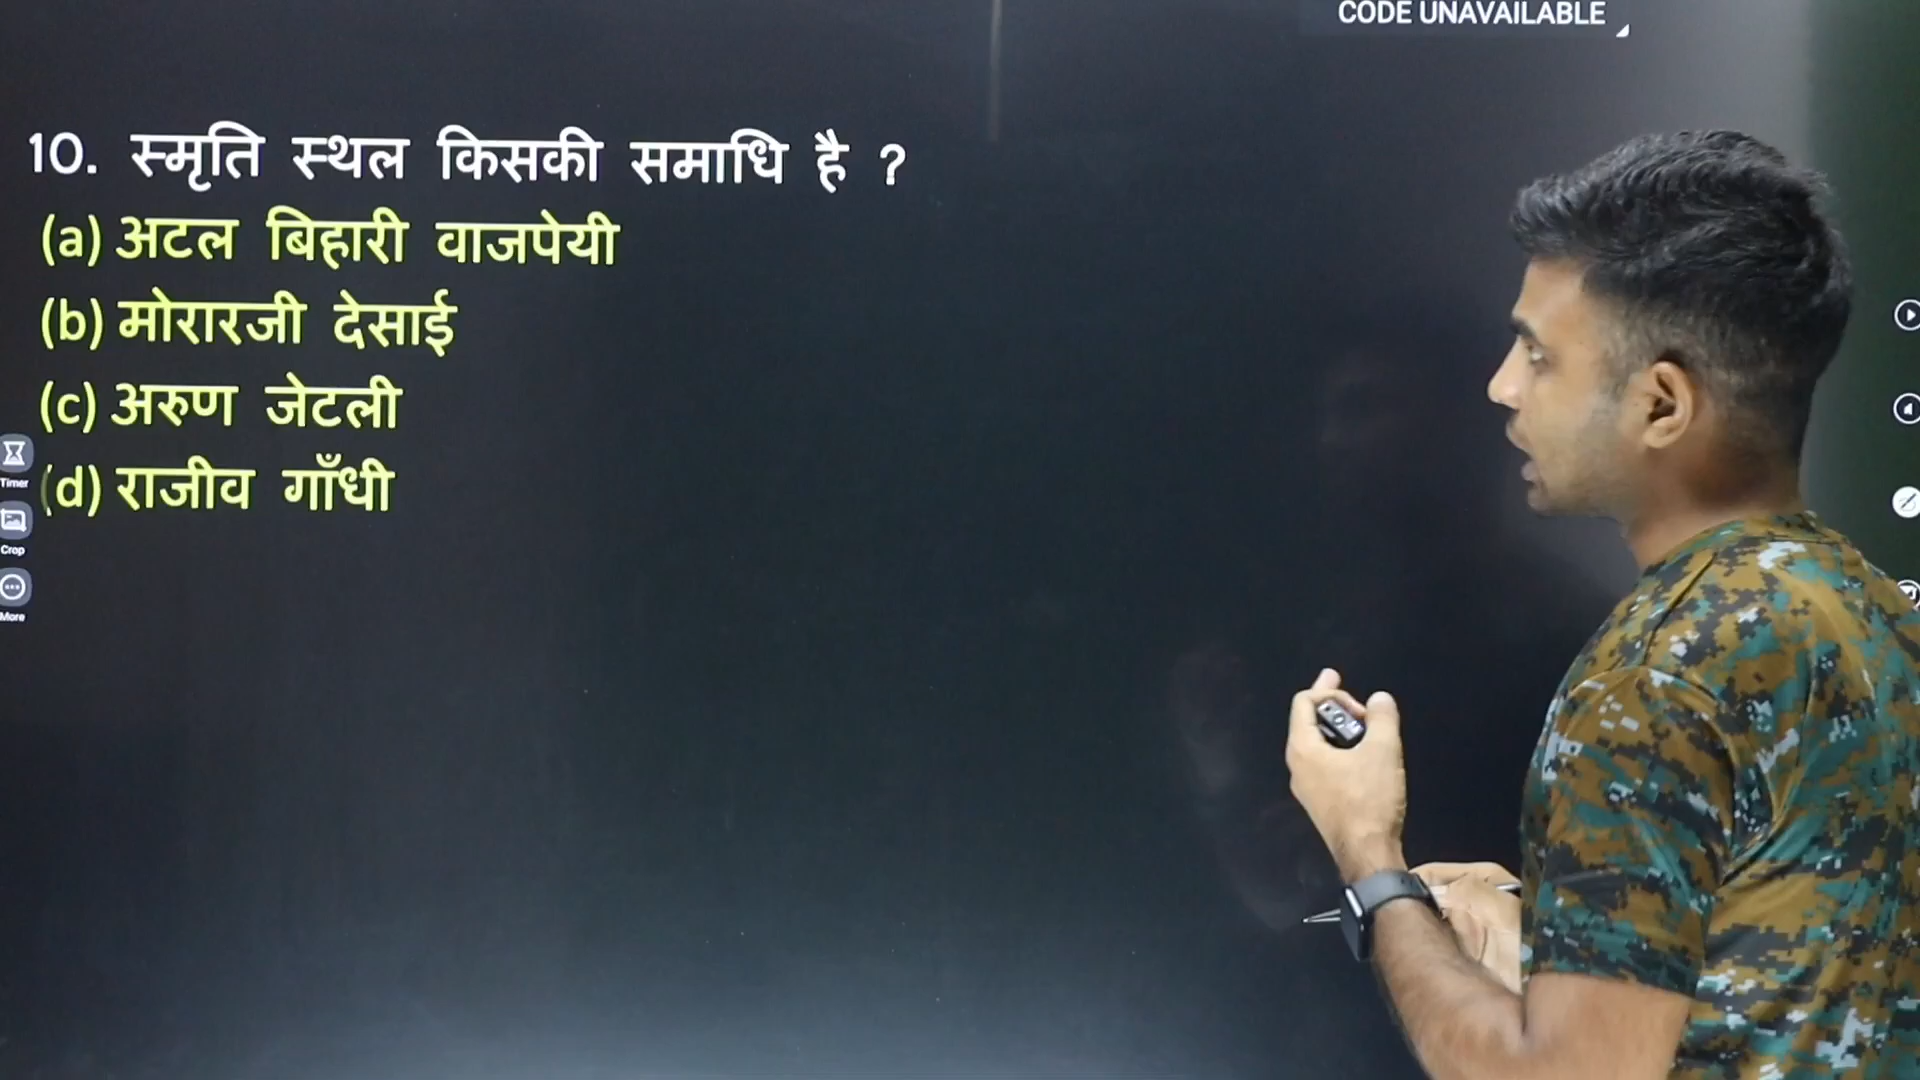 CODE UNAVAILABLE
10. स्मृति स्थल किसकी समाधि है ?
(a) अटल बिहारी वाजपेयी
(b) मोरारजी देसाई
(c) अरुण जेटली
(d) राजीव गाँधी
Timer
Crop
More